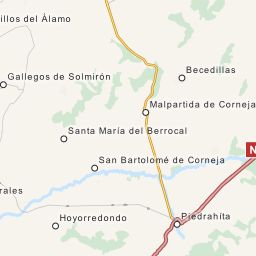 illos del Álamo
Becedillas
Gallegos de Solmirón
Malpartida de Corneja
Santa María del Berrocal
San Bartolomé de Corneja
N
rales
Piedrahíta
Hoyorredondo